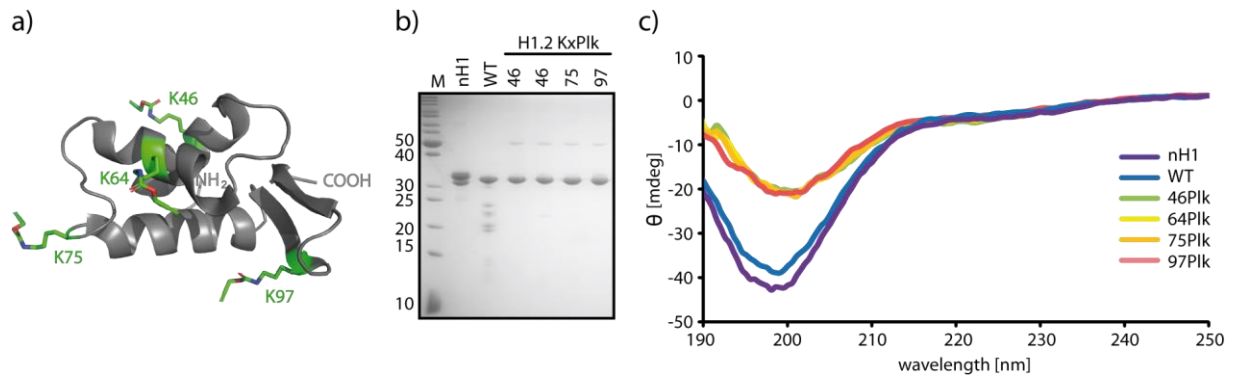 a)
K46
K64
NH₂
COOH
K75
K97
b)
H1.2 KxPlk
M nH1 WT 46 46 75 97
50
40
30
25
20
15
10
c)
10
0
-10
-20
-30
-40
-50
θ [mdeg]
190 200 210 220 230 240 250
wavelength [nm]
nH1
WT
46Plk
64Plk
75Plk
97Plk